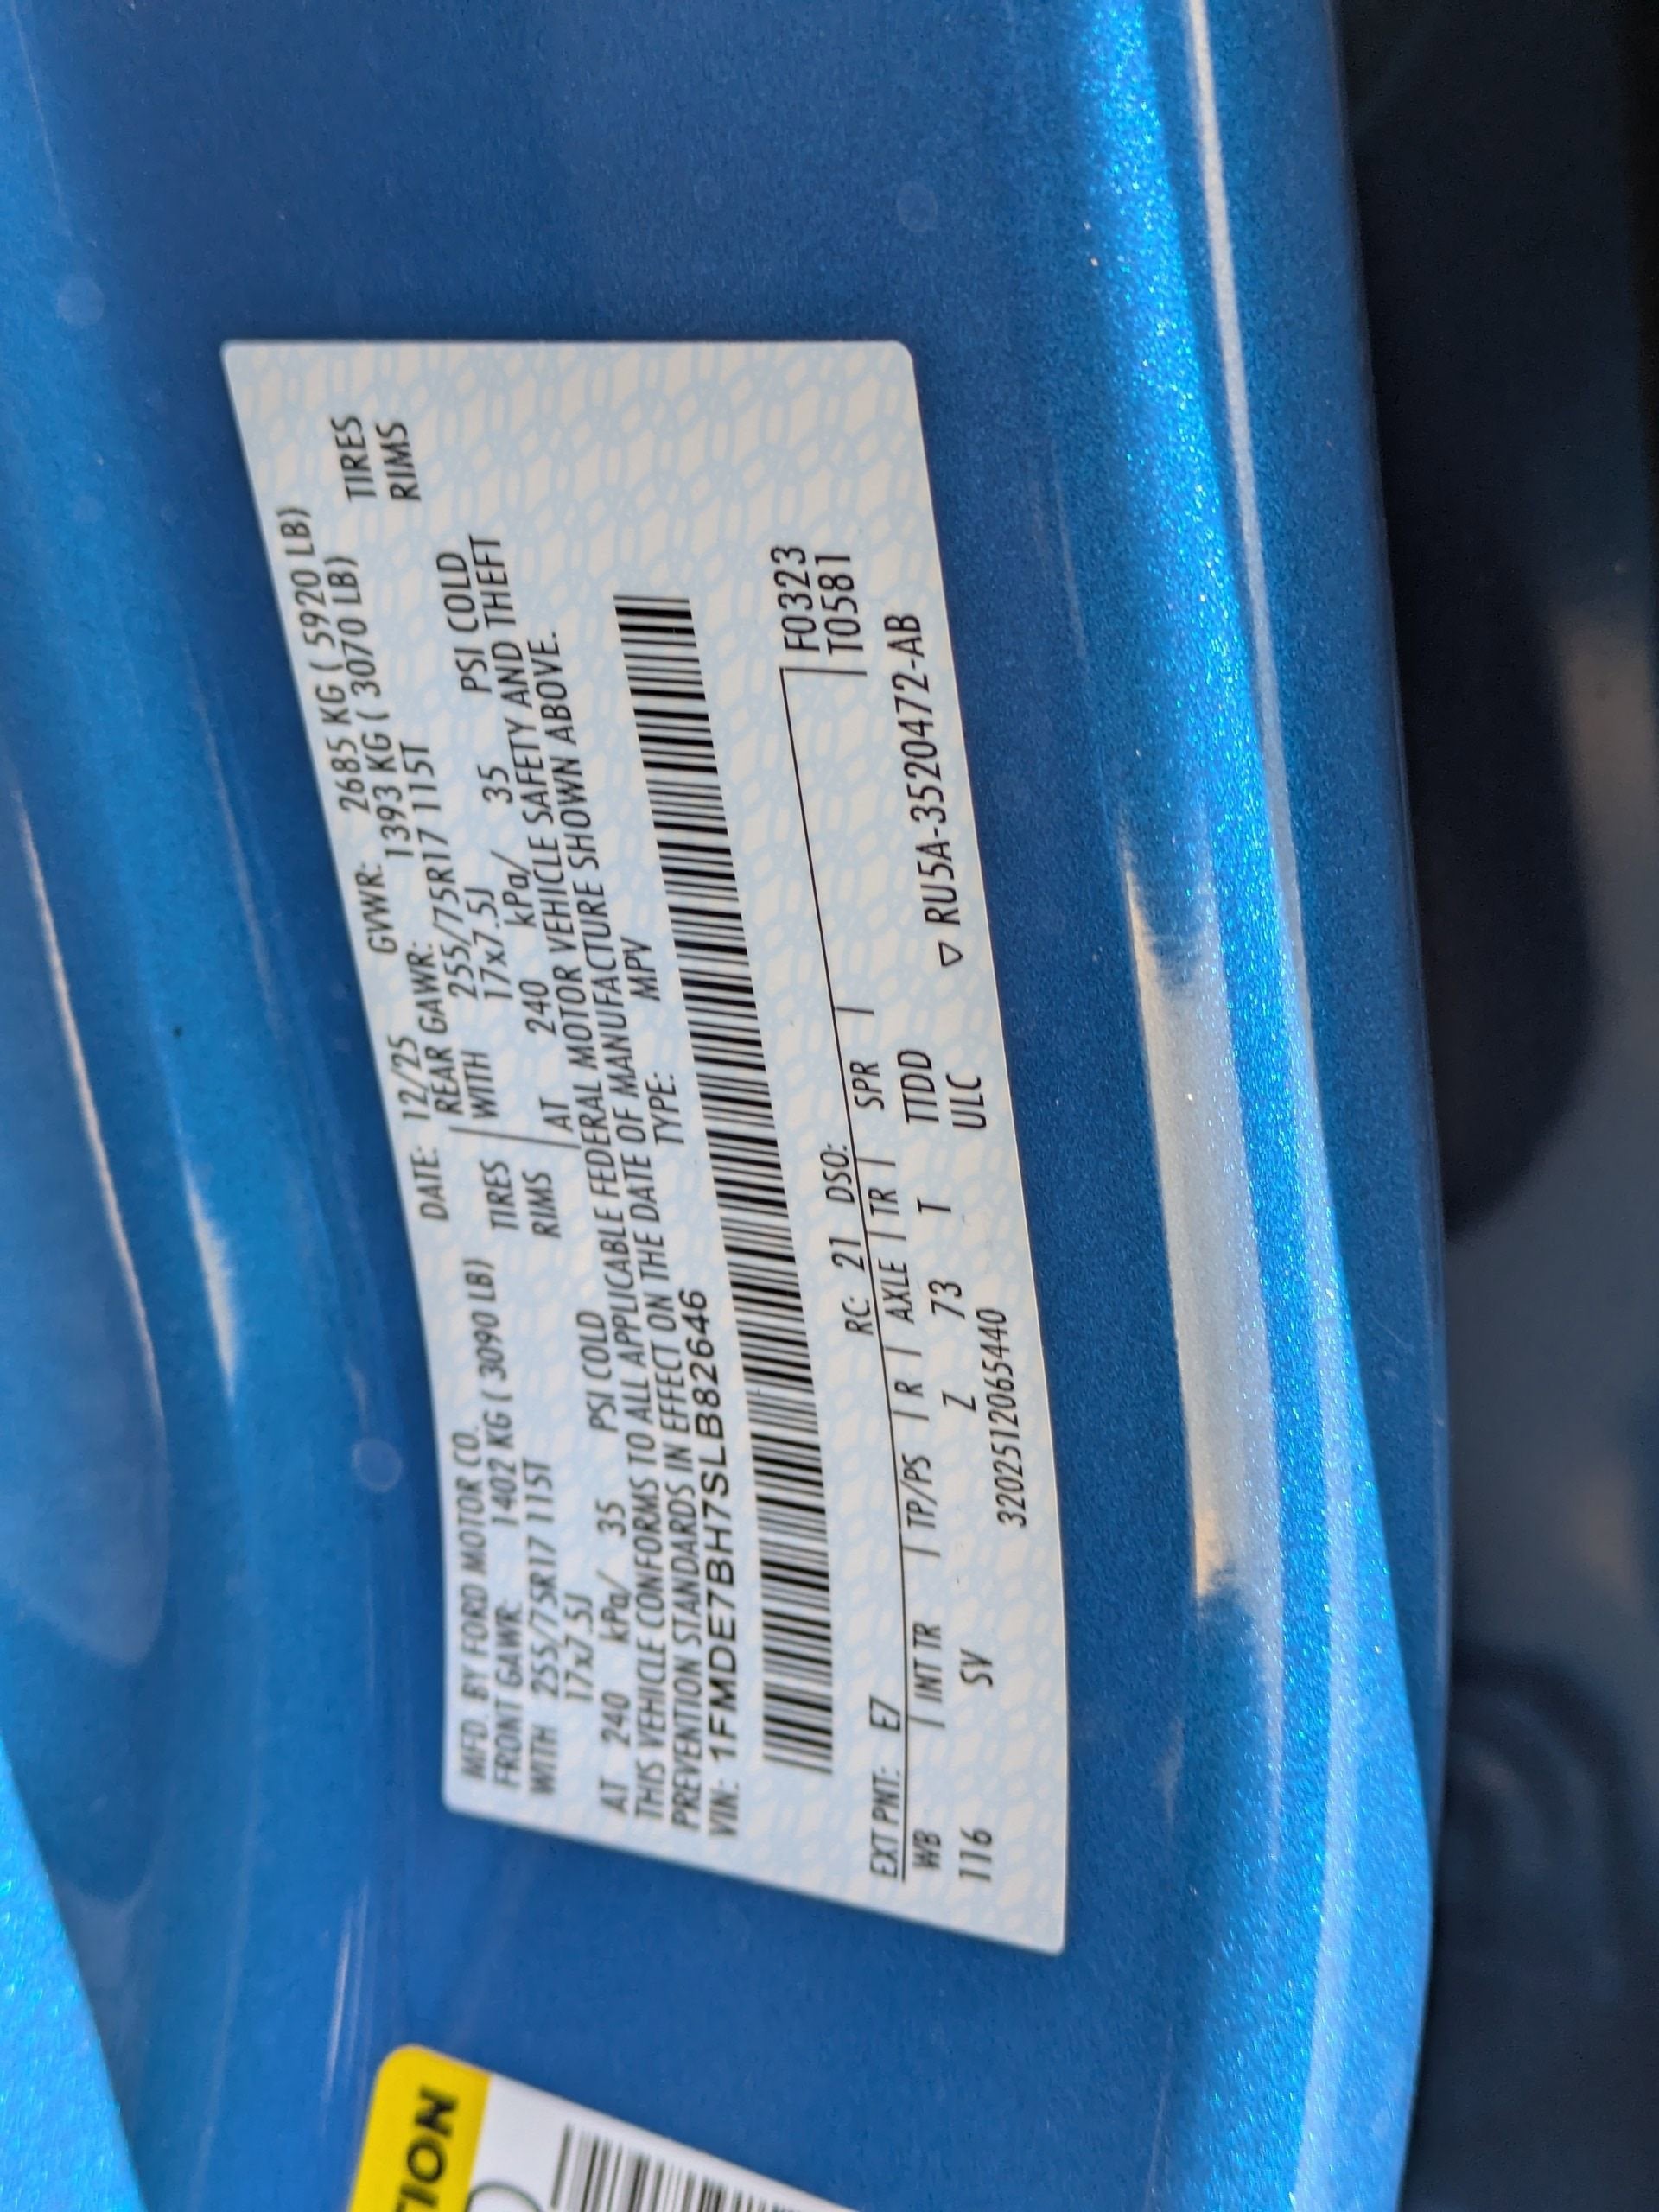 MFD. BY FORD MOTOR CO. DATE: 12/25 GVWR: 2685 KG ( 5920 LB)
FRONT GAWR: 1402 KG ( 3090 LB) REAR GAWR: 1393 KG ( 3070 LB)
WITH 255/75R17 115T TIRES WITH 255/75R17 115T TIRES
17x7.5J RIMS 17x7.5J RIMS
AT 240 kPa/ 35 PSI COLD AT 240 kPa/ 35 PSI COLD
THIS VEHICLE CONFORMS TO ALL APPLICABLE FEDERAL MOTOR VEHICLE SAFETY AND THEFT
PREVENTION STANDARDS IN EFFECT ON THE DATE OF MANUFACTURE SHOWN ABOVE.
VIN: 1FMDE7BH7SLB82646 TYPE: MPV
EXT PNT: E7 RC: 21 DSO: F0323
WB | INT TR | TP/PS | R | AXLE | TR | SPR | T0581
116 SV Z 73 T TTDD
3202512065440 ULC ▽ RU5A-3520472-AB
TION